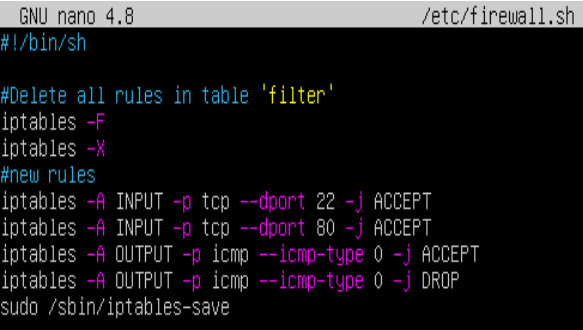 GNU nano 4.8 /etc/firewall.sh
#!/bin/sh
#Delete all rules in table 'filter'
iptables -F
iptables -X
#new rules
iptables -A INPUT -p tcp --dport 22 -j ACCEPT
iptables -A INPUT -p tcp --dport 80 -j ACCEPT
iptables -A OUTPUT -p icmp --icmp-type 0 -j ACCEPT
iptables -A OUTPUT -p icmp --icmp-type 0 -j DROP
sudo /sbin/iptables-save